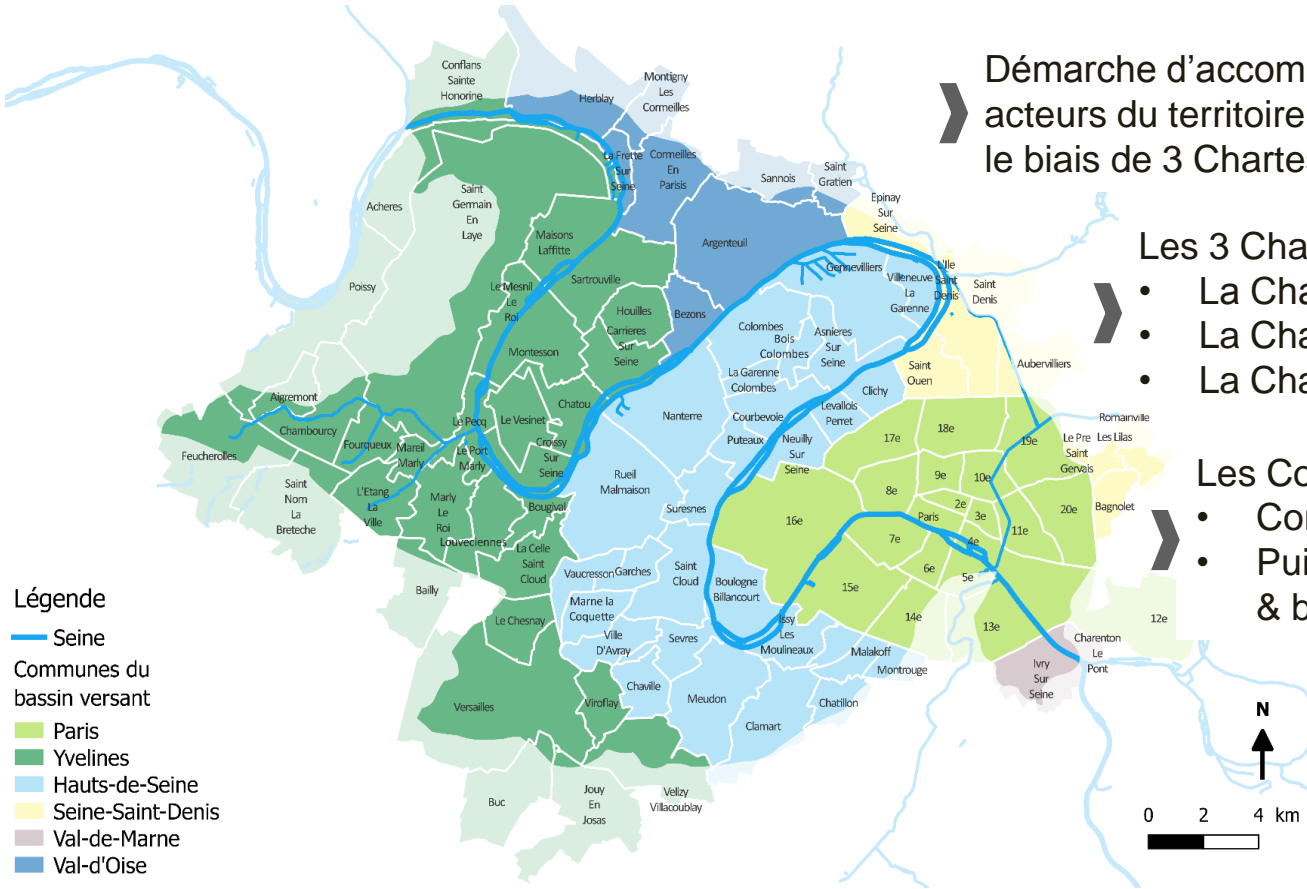 Démarche d’accom
acteurs du territoire
le biais de 3 Charte
Les 3 Cha
• La Cha
• La Cha
• La Cha
Les Co
• Cor
• Pui
& b
Conflans
Sainte
Honorine
Herblay
Montigny
Les
Cormeilles
La Frette
Sur
Seine
Cormeilles
En
Parisis
Sannois
Saint
Gratien
Epinay
Sur
Seine
Acheres
Saint
Germain
En
Laye
Maisons
Laffitte
Argenteuil
Gennevilliers
Villeneuve
La
Garenne
L'Ile
Saint
Denis
Saint
Denis
Poissy
Le Mesnil
Le
Roi
Sartrouville
Houilles
Bezons
Carrieres
Sur
Seine
Colombes
Bois
Colombes
Asnieres
Sur
Seine
Montesson
La Garenne
Colombes
Saint
Ouen
Aubervilliers
Aigremont
Chambourcy
Fourqueux
Mareil
Marly
Le Pecq
Le Vesinet
Chatou
Croissy
Sur
Seine
Le Port
Marly
Nanterre
Courbevoie
Puteaux
Levallois
Perret
Clichy
Neuilly
Sur
Seine
17e
18e
19e
Romainville
Le Pre
Saint
Gervais
Les Lilas
Feucherolles
Saint
Nom
La
Breteche
L'Etang
La
Ville
Marly
Le
Roi
Louveciennes
Bougival
Rueil
Malmaison
Suresnes
16e
8e
9e
10e
2e
3e
Paris
4e
11e
20e
Bagnolet
7e
6e
5e
La Celle
Saint
Cloud
Vaucresson
Garches
Saint
Cloud
Boulogne
Billancourt
15e
14e
13e
12e
Bailly
Le Chesnay
Marne la
Coquette
Ville
D'Avray
Sevres
Issy
Les
Moulineaux
Malakoff
Montrouge
Ivry
Sur
Seine
Charenton
Le
Pont
Versailles
Viroflay
Chaville
Meudon
Clamart
Chatillon
Buc
Jouy
En
Josas
Velizy
Villacoublay
Légende
Seine
Communes du
bassin versant
Paris
Yvelines
Hauts-de-Seine
Seine-Saint-Denis
Val-de-Marne
Val-d'Oise
N
0 2 4 km